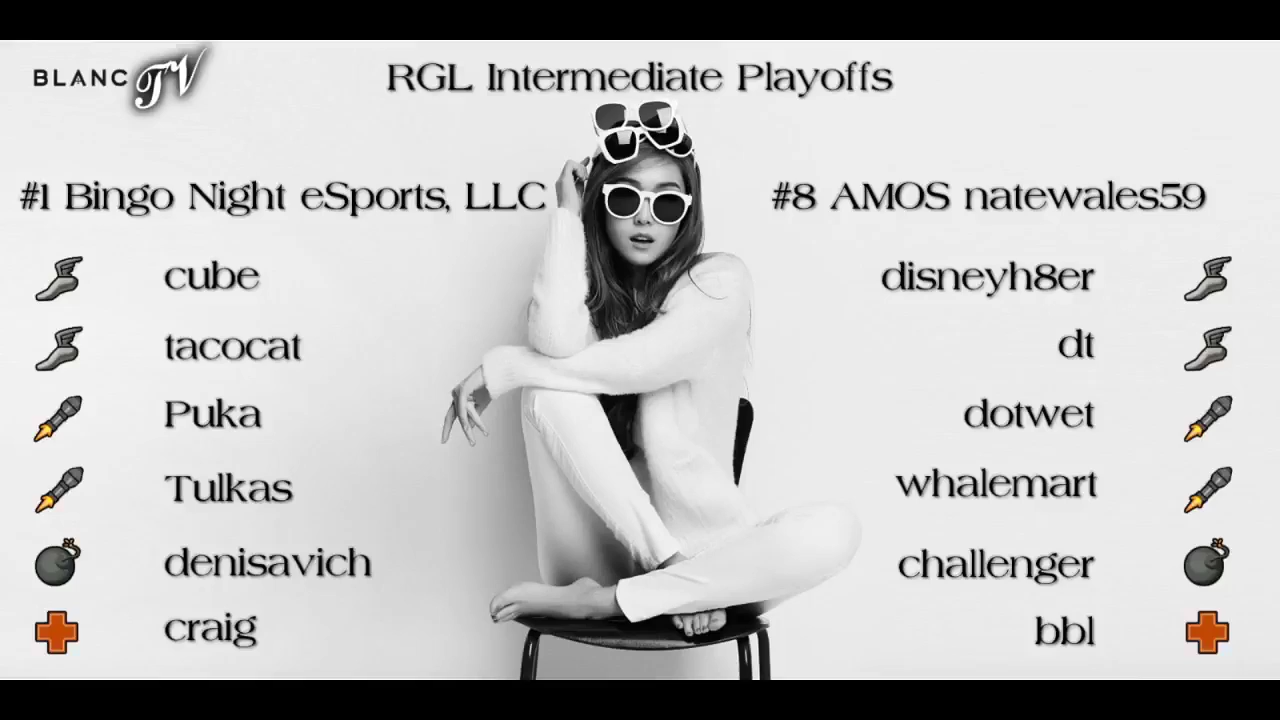 BLANC TV
RGL Intermediate Playoffs
#1 Bingo Night eSports, LLC
cube
tacocat
Puka
Tulkas
denisavich
craig
#8 AMOS natewales59
disneyh8er
dt
dotwet
whalemart
challenger
bbl